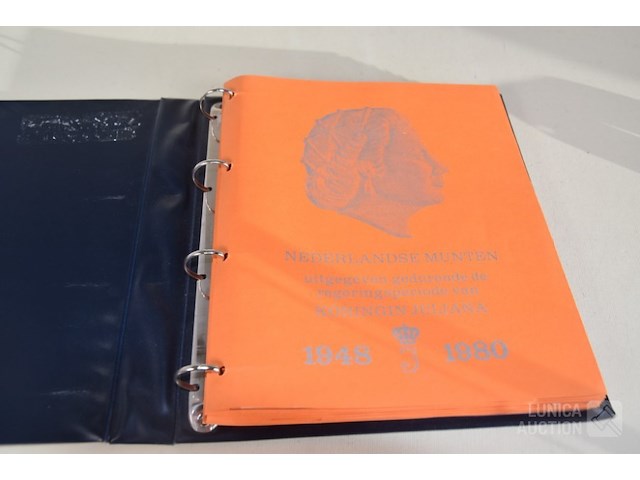 NEDERLANDSE MUNTEN
uitgegeven gedurende de
regeringsperiode van
KONINGIN JULIANA
1948 J 1980
LUNICA
AUCTION